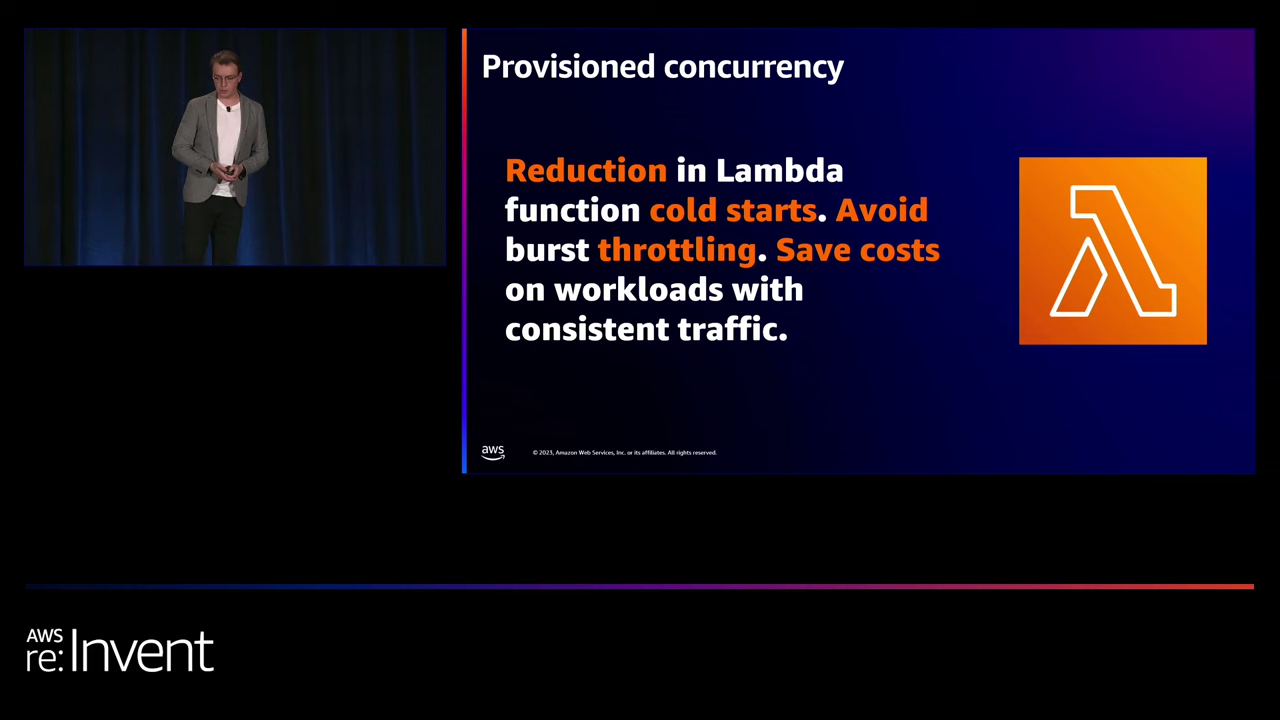 Provisioned concurrency
Reduction in Lambda
function cold starts. Avoid
burst throttling. Save costs
on workloads with
consistent traffic.
aws
© 2023, Amazon Web Services, Inc. or its affiliates. All rights reserved.
AWS
re:Invent